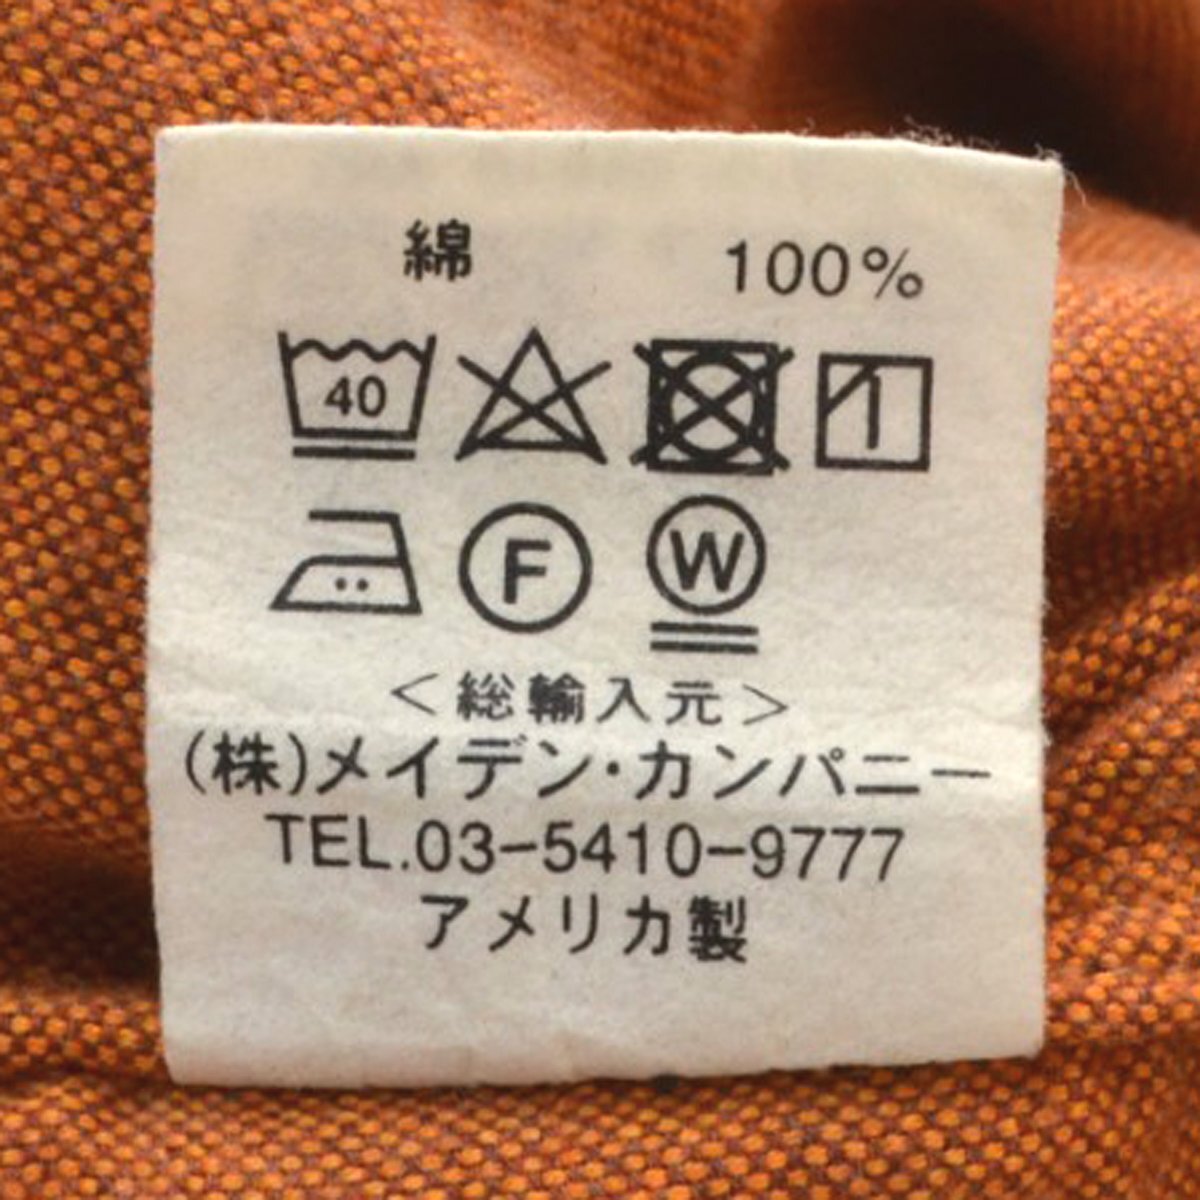 綿 100%
40
F W
＜総輸入元＞
(株)メイデン・カンパニー
TEL.03-5410-9777
アメリカ製